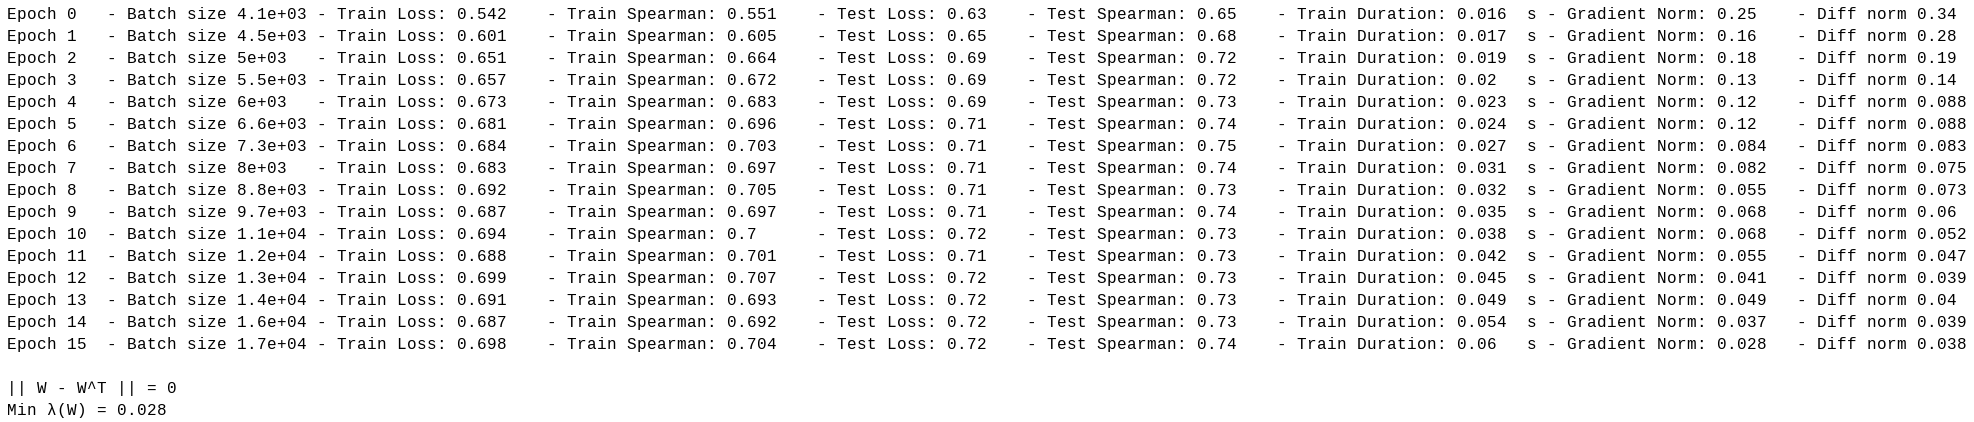 Epoch 0   - Batch size 4.1e+03 - Train Loss: 0.542    - Train Spearman: 0.551    - Test Loss: 0.63    - Test Spearman: 0.65    - Train Duration: 0.016  s - Gradient Norm: 0.25    - Diff norm 0.34
Epoch 1   - Batch size 4.5e+03 - Train Loss: 0.601    - Train Spearman: 0.605    - Test Loss: 0.65    - Test Spearman: 0.68    - Train Duration: 0.017  s - Gradient Norm: 0.16    - Diff norm 0.28
Epoch 2   - Batch size 5e+03   - Train Loss: 0.651    - Train Spearman: 0.664    - Test Loss: 0.69    - Test Spearman: 0.72    - Train Duration: 0.019  s - Gradient Norm: 0.18    - Diff norm 0.19
Epoch 3   - Batch size 5.5e+03 - Train Loss: 0.657    - Train Spearman: 0.672    - Test Loss: 0.69    - Test Spearman: 0.72    - Train Duration: 0.02   s - Gradient Norm: 0.13    - Diff norm 0.14
Epoch 4   - Batch size 6e+03   - Train Loss: 0.673    - Train Spearman: 0.683    - Test Loss: 0.69    - Test Spearman: 0.73    - Train Duration: 0.023  s - Gradient Norm: 0.12    - Diff norm 0.088
Epoch 5   - Batch size 6.6e+03 - Train Loss: 0.681    - Train Spearman: 0.696    - Test Loss: 0.71    - Test Spearman: 0.74    - Train Duration: 0.024  s - Gradient Norm: 0.12    - Diff norm 0.088
Epoch 6   - Batch size 7.3e+03 - Train Loss: 0.684    - Train Spearman: 0.703    - Test Loss: 0.71    - Test Spearman: 0.75    - Train Duration: 0.027  s - Gradient Norm: 0.084   - Diff norm 0.083
Epoch 7   - Batch size 8e+03   - Train Loss: 0.683    - Train Spearman: 0.697    - Test Loss: 0.71    - Test Spearman: 0.74    - Train Duration: 0.031  s - Gradient Norm: 0.082   - Diff norm 0.075
Epoch 8   - Batch size 8.8e+03 - Train Loss: 0.692    - Train Spearman: 0.705    - Test Loss: 0.71    - Test Spearman: 0.73    - Train Duration: 0.032  s - Gradient Norm: 0.055   - Diff norm 0.073
Epoch 9   - Batch size 9.7e+03 - Train Loss: 0.687    - Train Spearman: 0.697    - Test Loss: 0.71    - Test Spearman: 0.74    - Train Duration: 0.035  s - Gradient Norm: 0.068   - Diff norm 0.06
Epoch 10  - Batch size 1.1e+04 - Train Loss: 0.694    - Train Spearman: 0.7      - Test Loss: 0.72    - Test Spearman: 0.73    - Train Duration: 0.038  s - Gradient Norm: 0.068   - Diff norm 0.052
Epoch 11  - Batch size 1.2e+04 - Train Loss: 0.688    - Train Spearman: 0.701    - Test Loss: 0.71    - Test Spearman: 0.73    - Train Duration: 0.042  s - Gradient Norm: 0.055   - Diff norm 0.047
Epoch 12  - Batch size 1.3e+04 - Train Loss: 0.699    - Train Spearman: 0.707    - Test Loss: 0.72    - Test Spearman: 0.73    - Train Duration: 0.045  s - Gradient Norm: 0.041   - Diff norm 0.039
Epoch 13  - Batch size 1.4e+04 - Train Loss: 0.691    - Train Spearman: 0.693    - Test Loss: 0.72    - Test Spearman: 0.73    - Train Duration: 0.049  s - Gradient Norm: 0.049   - Diff norm 0.04
Epoch 14  - Batch size 1.6e+04 - Train Loss: 0.687    - Train Spearman: 0.692    - Test Loss: 0.72    - Test Spearman: 0.73    - Train Duration: 0.054  s - Gradient Norm: 0.037   - Diff norm 0.039
Epoch 15  - Batch size 1.7e+04 - Train Loss: 0.698    - Train Spearman: 0.704    - Test Loss: 0.72    - Test Spearman: 0.74    - Train Duration: 0.06   s - Gradient Norm: 0.028   - Diff norm 0.038
|| W - W^T || = 0
Min λ(W) = 0.028